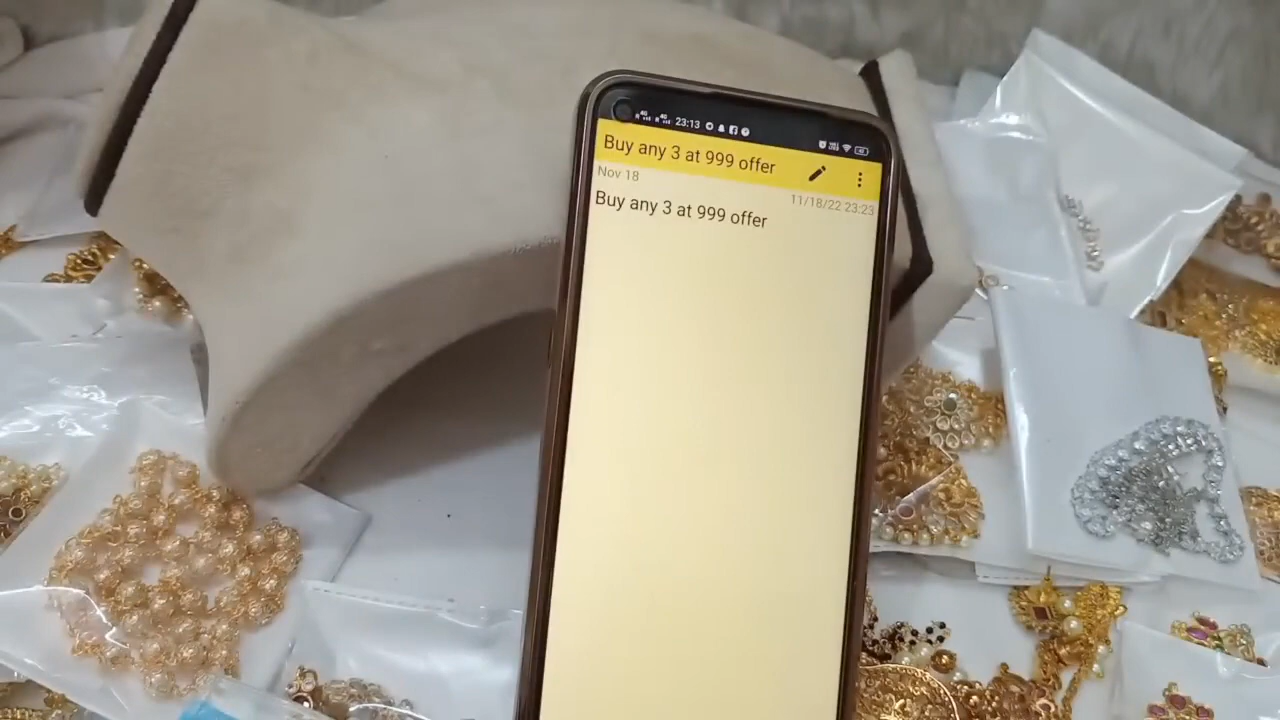 23:13
Buy any 3 at 999 offer
Nov 18
11/18/22 23:23
Buy any 3 at 999 offer